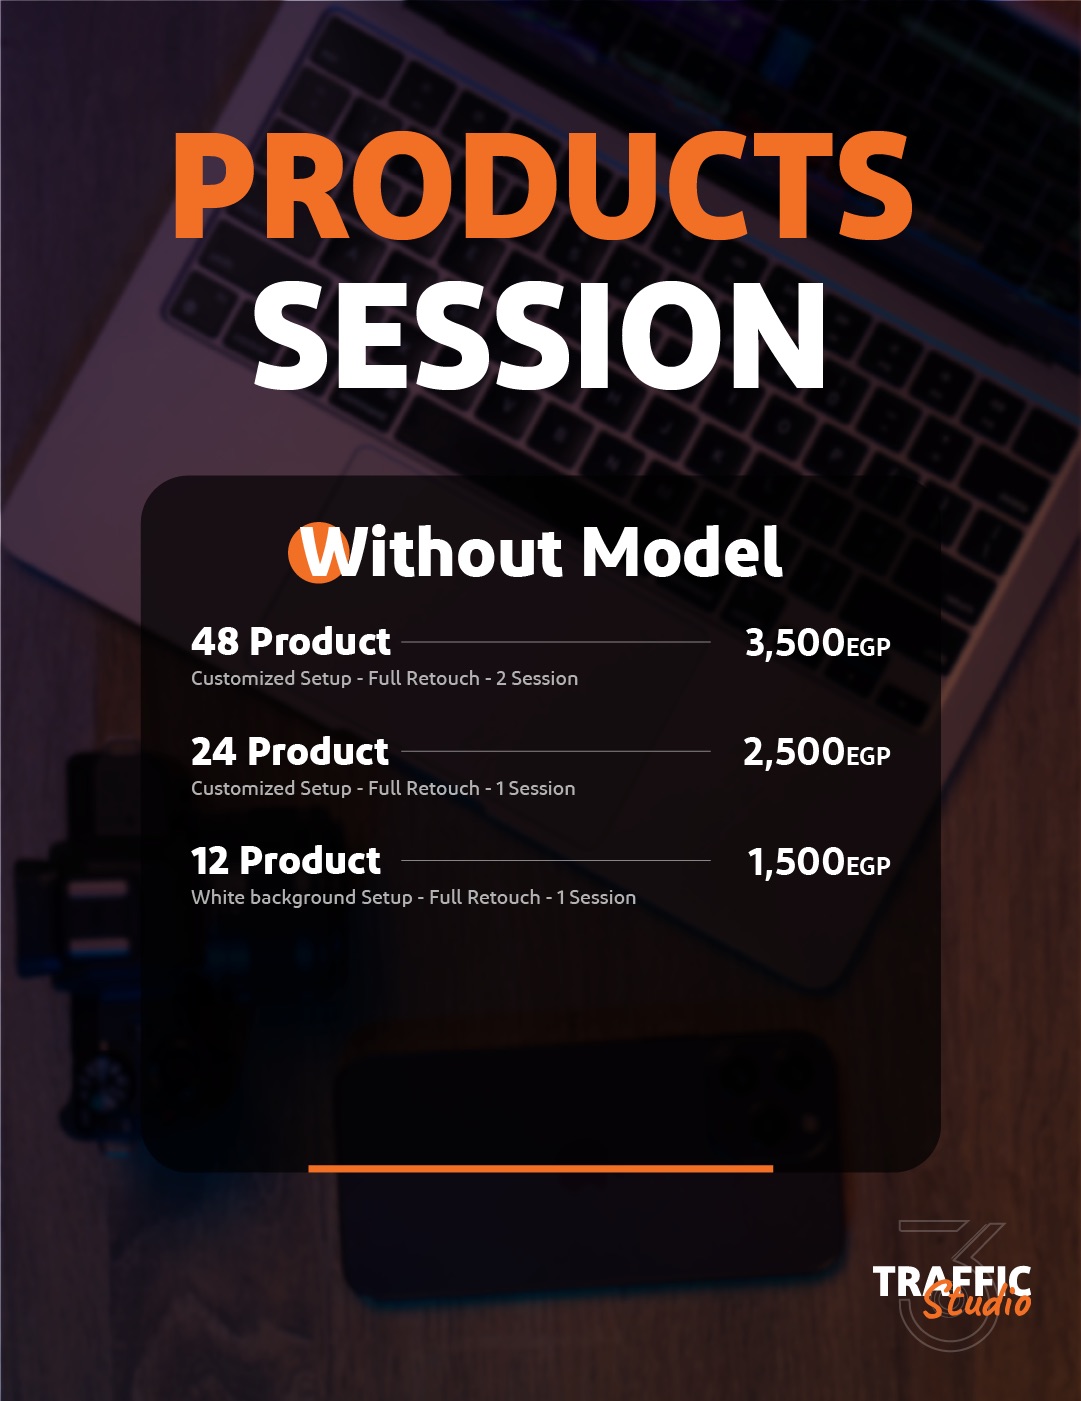 PRODUCTS
SESSION
Without Model
48 Product 3,500EGP
Customized Setup - Full Retouch - 2 Session
24 Product 2,500EGP
Customized Setup - Full Retouch - 1 Session
12 Product 1,500EGP
White background Setup - Full Retouch - 1 Session
3
TRAFFIC
Studio